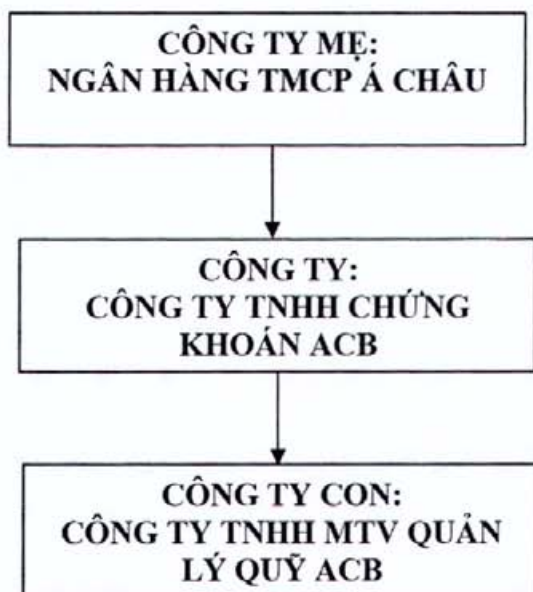 CÔNG TY MẸ:
NGÂN HÀNG TMCP Á CHÂU
CÔNG TY:
CÔNG TY TNHH CHỨNG
KHOÁN ACB
CÔNG TY CON:
CÔNG TY TNHH MTV QUẢN
LÝ QUỸ ACB